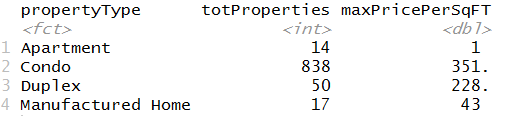 propertyType totProperties maxPricePerSqFT
<fct> <int> <dbl>
1 Apartment 14 1
2 Condo 838 351.
3 Duplex 50 228.
4 Manufactured Home 17 43